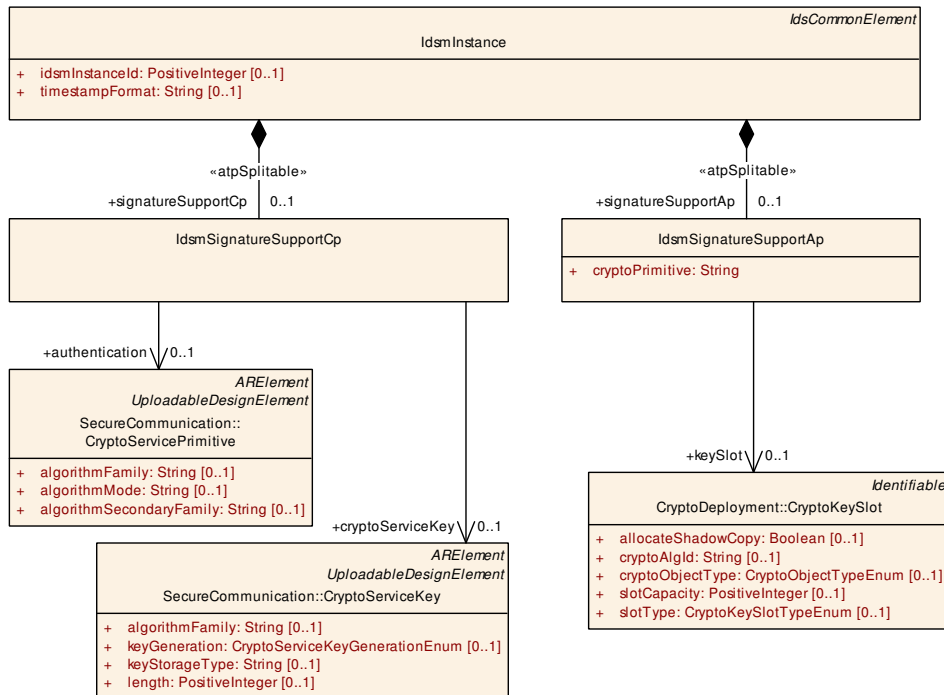 IdsCommonElement
IdsmInstance
+ idsmInstanceId: PositiveInteger [0..1]
+ timestampFormat: String [0..1]
«atpSplitable»
+signatureSupportCp 0..1
«atpSplitable»
+signatureSupportAp 0..1
IdsmSignatureSupportCp
IdsmSignatureSupportAp
+ cryptoPrimitive: String
+authentication 0..1
ARElement
UploadableDesignElement
SecureCommunication::
CryptoServicePrimitive
+ algorithmFamily: String [0..1]
+ algorithmMode: String [0..1]
+ algorithmSecondaryFamily: String [0..1]
+keySlot 0..1
Identifiable
CryptoDeployment::CryptoKeySlot
+ allocateShadowCopy: Boolean [0..1]
+ cryptoAlgId: String [0..1]
+ cryptoObjectType: CryptoObjectTypeEnum [0..1]
+ slotCapacity: PositiveInteger [0..1]
+ slotType: CryptoKeySlotTypeEnum [0..1]
+cryptoServiceKey 0..1
ARElement
UploadableDesignElement
SecureCommunication::CryptoServiceKey
+ algorithmFamily: String [0..1]
+ keyGeneration: CryptoServiceKeyGenerationEnum [0..1]
+ keyStorageType: String [0..1]
+ length: PositiveInteger [0..1]